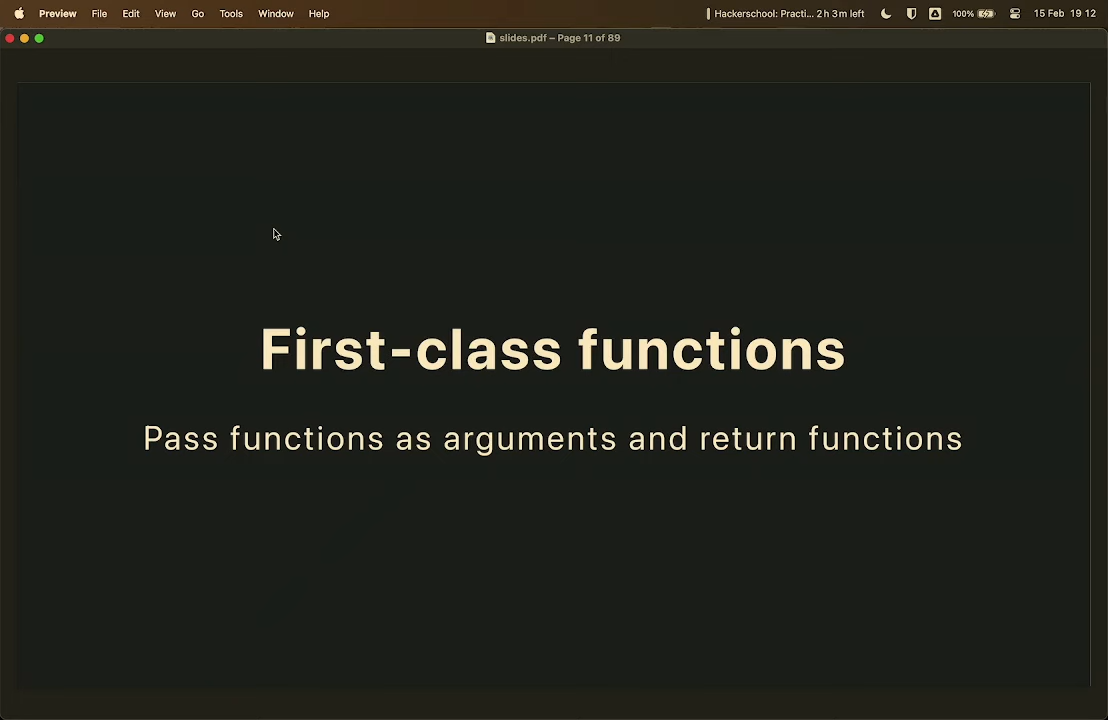 Preview File Edit View Go Tools Window Help Hackerschool: Practi... 2 h 3 m left 100% 15 Feb 19 12
slides.pdf – Page 11 of 89
First-class functions
Pass functions as arguments and return functions